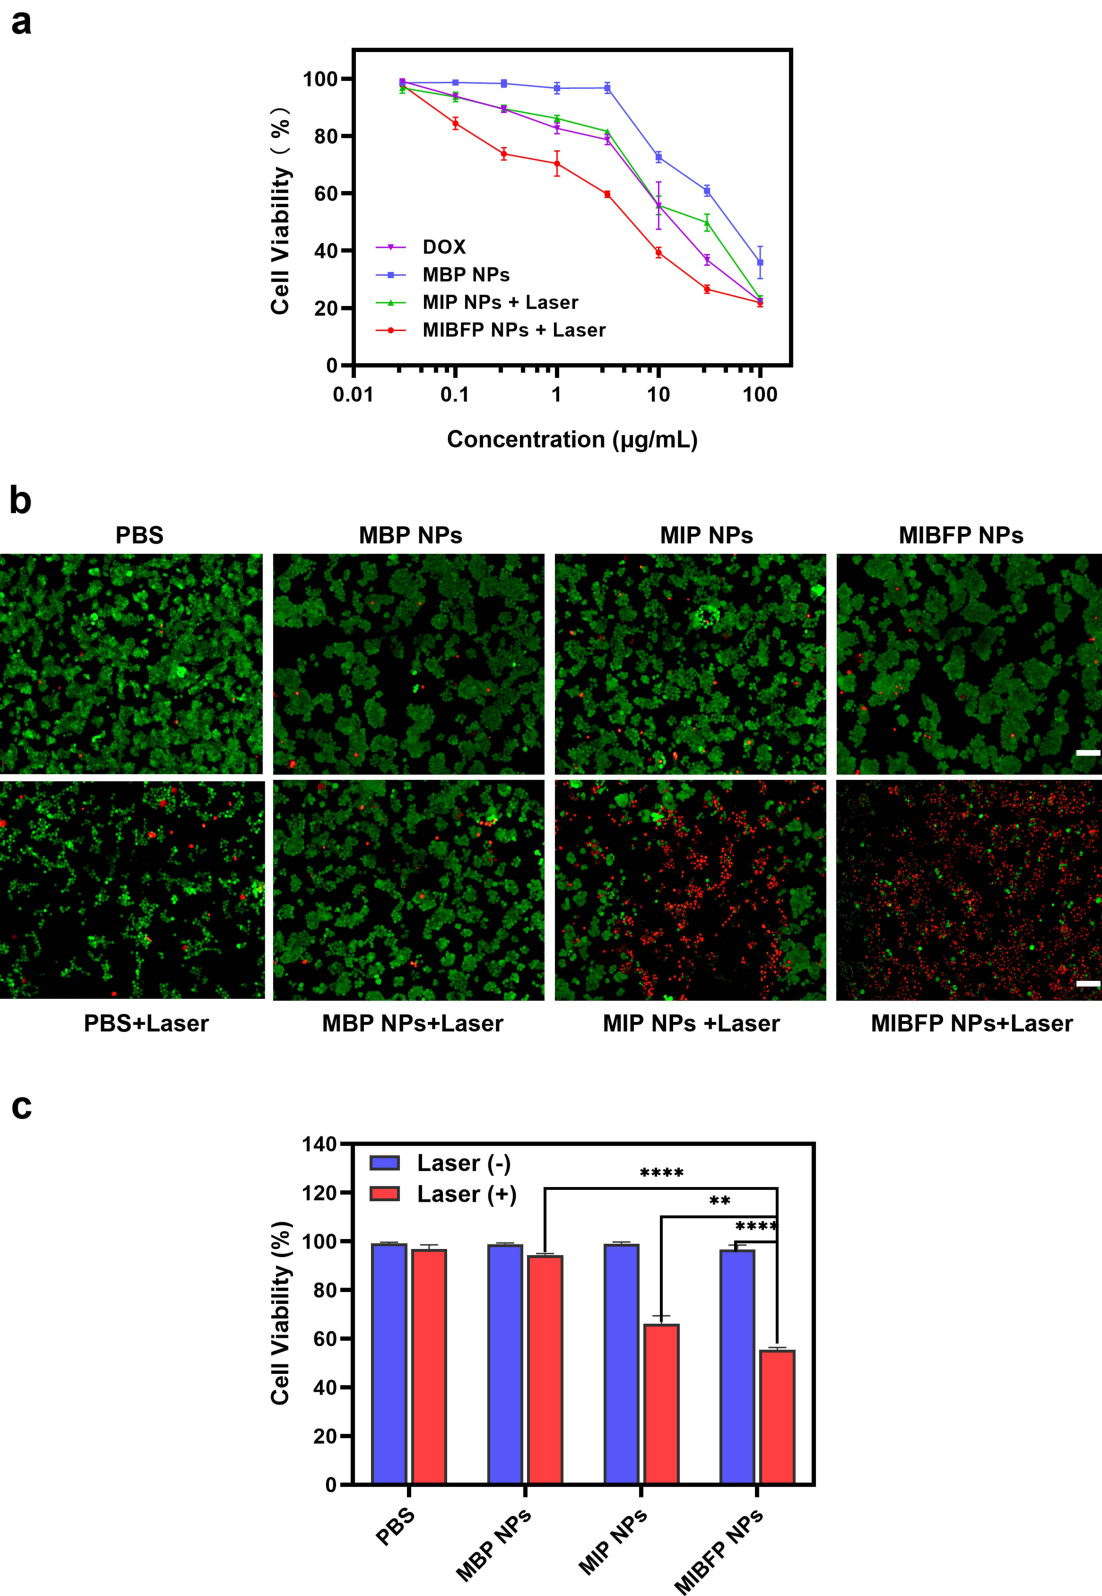 a
Cell Viability（ %）
100
80
60
40
20
0
DOX
MBP NPs
MIP NPs + Laser
MIBFP NPs + Laser
0.01 0.1 1 10 100
Concentration (μg/mL)
b
PBS MBP NPs MIP NPs MIBFP NPs
PBS+Laser MBP NPs+Laser MIP NPs +Laser MIBFP NPs+Laser
c
Cell Viability (%)
140
120
100
80
60
40
20
0
Laser (-)
Laser (+)
****
**
****
PBS
MBP NPs
MIP NPs
MIBFP NPs